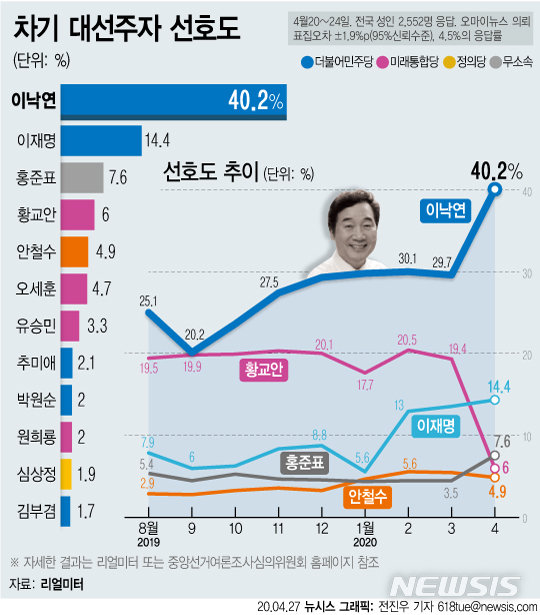 차기 대선주자 선호도
(단위: %)
4월20~24일. 전국 성인 2,552명 응답. 오마이뉴스 의뢰
표집오차 ±1.9%p(95%신뢰수준), 4.5%의 응답률
더불어민주당 미래통합당 정의당 무소속
이낙연 40.2%
이재명 14.4
홍준표 7.6
황교안 6
안철수 4.9
오세훈 4.7
유승민 3.3
추미애 2.1
박원순 2
원희룡 2
심상정 1.9
김부겸 1.7
선호도 추이(단위: %)
40.2%
40
이낙연
30.1
29.7
27.5
30
25.1
20.2
20.1
20.5
19.4
20
19.5
19.9
황교안
17.7
14.4
13
이재명
10
7.9
6
8.8
5.6
7.6
5.4
홍준표
5.6
6
2.9
안철수
3.5
4.9
0
8월 9 10 11 12 1월 2 3 4
2019 2020
※ 자세한 결과는 리얼미터 또는 중앙선거여론조사심의위원회 홈페이지 참조
자료: 리얼미터
NEWSIS
20.04.27 뉴시스 그래픽: 전진우 기자 618tue@newsis.com